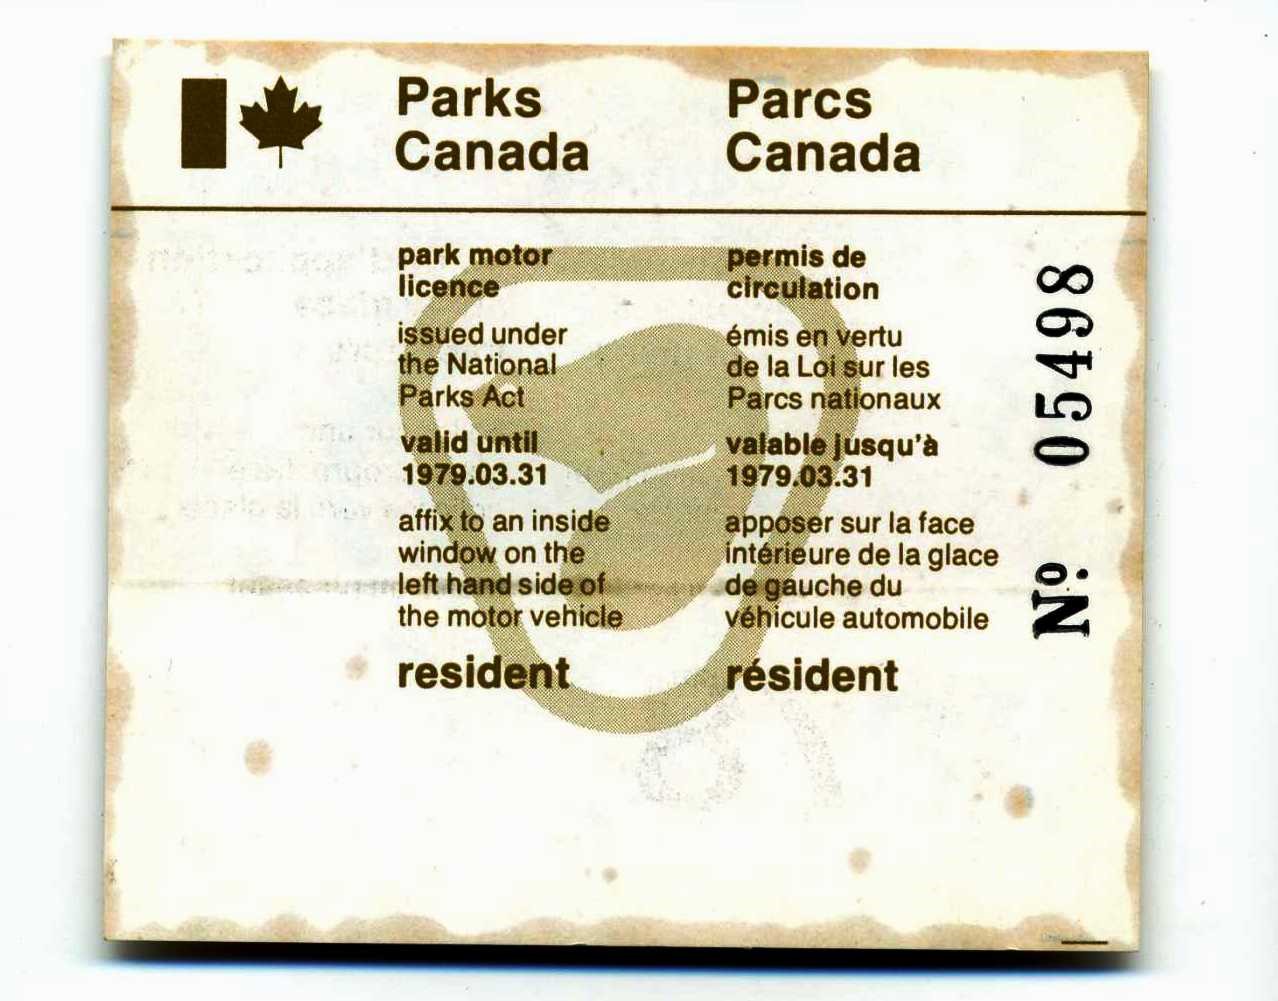 Parks
Canada
park motor
licence
issued under
the National
Parks Act
valid until
1979.03.31
affix to an inside
window on the
left hand side of
the motor vehicle
resident
Parcs
Canada
permis de
circulation
émis en vertu
de la Loi sur les
Parcs nationaux
valable jusqu'à
1979.03.31
apposer sur la face
intérieure de la glace
de gauche du
véhicule automobile
résident
Nº. 05498